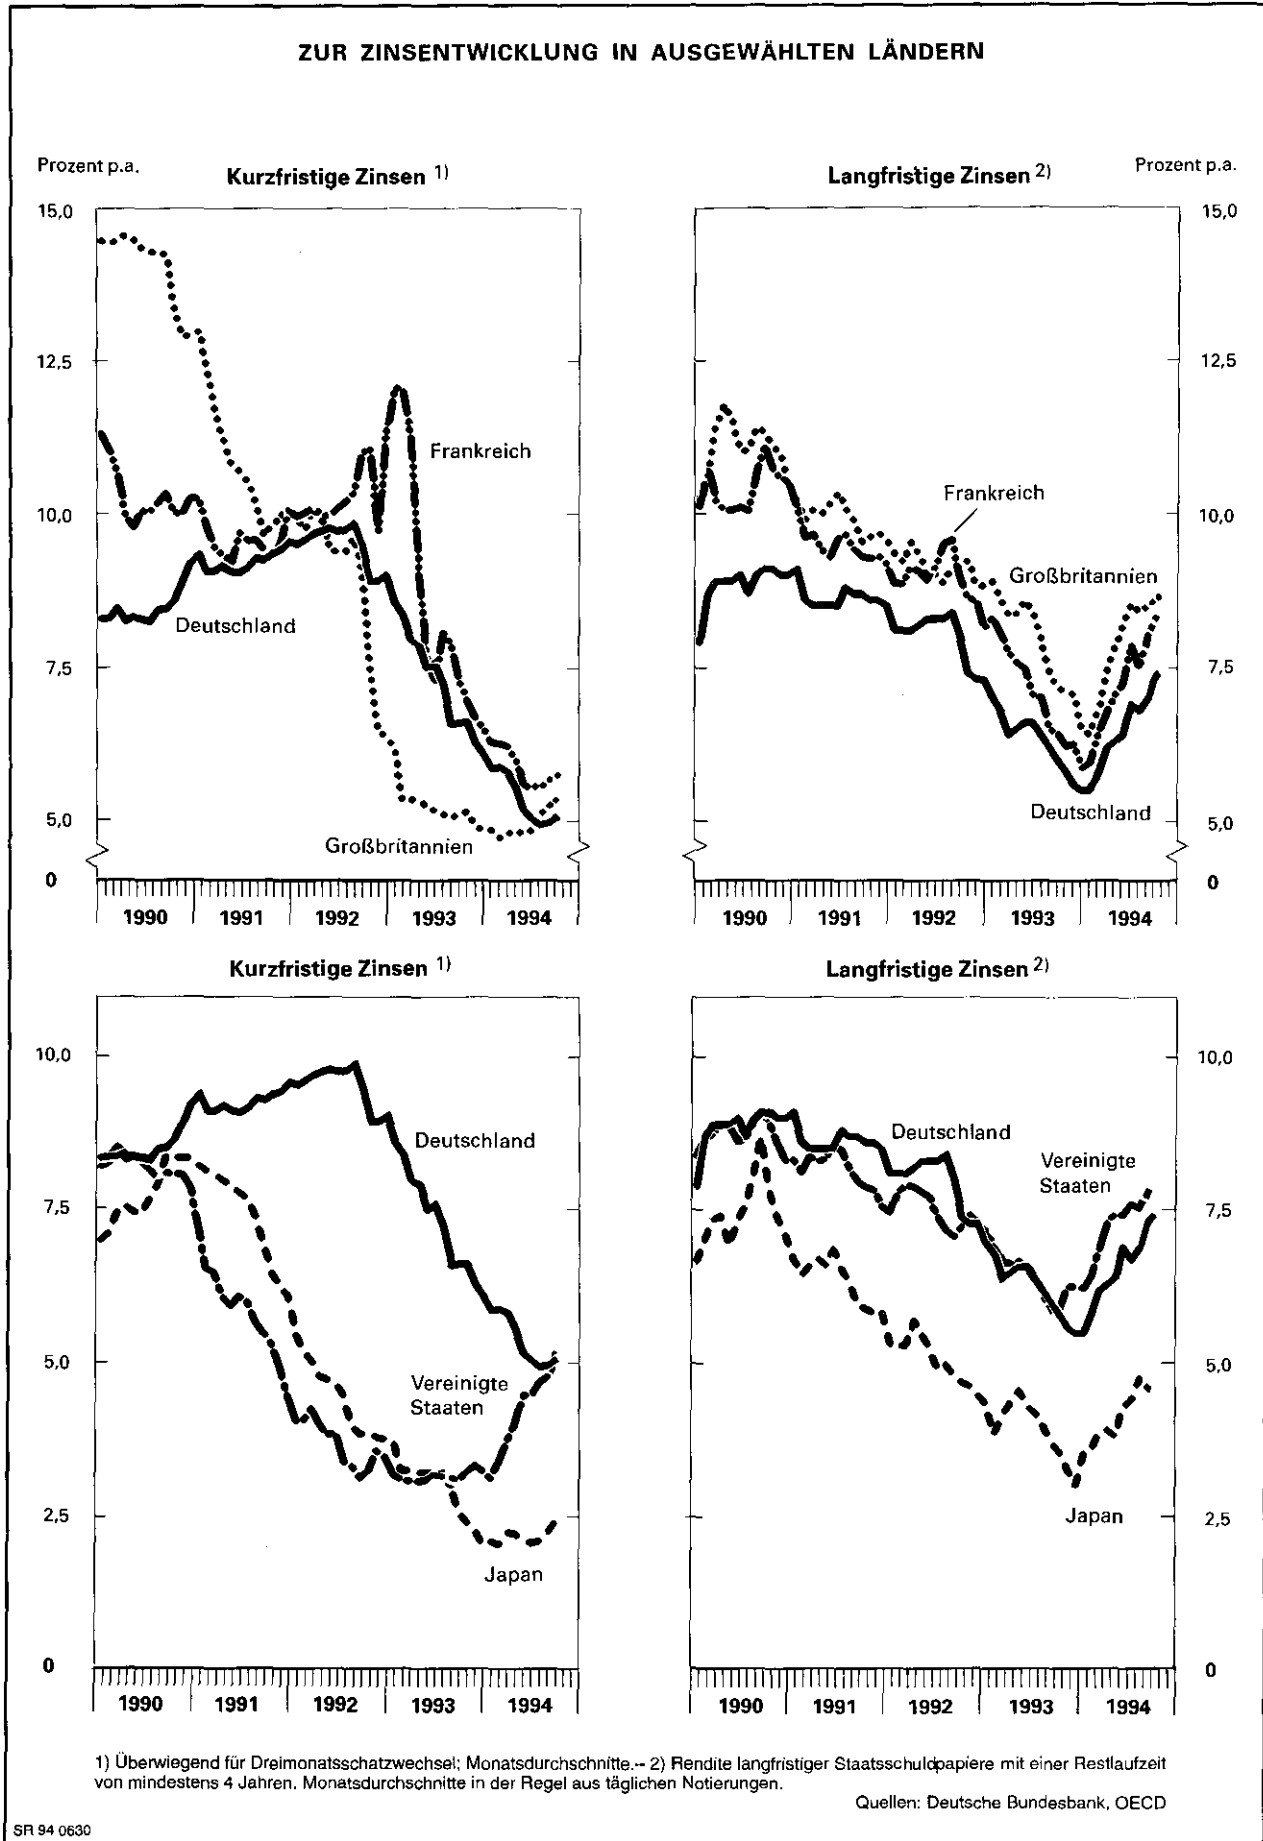 ZUR ZINSENTWICKLUNG IN AUSGEWÄHLTEN LÄNDERN
Prozent p.a.
Kurzfristige Zinsen 1)
15,0
12,5
10,0
7,5
5,0
0
Frankreich
Deutschland
Großbritannien
1990 1991 1992 1993 1994
Langfristige Zinsen 2)
Prozent p.a.
15,0
12,5
10,0
7,5
5,0
0
Frankreich
Großbritannien
Deutschland
1990 1991 1992 1993 1994
Kurzfristige Zinsen 1)
10,0
7,5
5,0
2,5
0
Deutschland
Vereinigte
Staaten
Japan
1990 1991 1992 1993 1994
Langfristige Zinsen 2)
10,0
7,5
5,0
2,5
0
Deutschland
Vereinigte
Staaten
Japan
1990 1991 1992 1993 1994
1) Überwiegend für Dreimonatsschatzwechsel; Monatsdurchschnitte.-- 2) Rendite langfristiger Staatsschuldpapiere mit einer Restlaufzeit
von mindestens 4 Jahren. Monatsdurchschnitte in der Regel aus täglichen Notierungen.
Quellen: Deutsche Bundesbank, OECD
SR 94 0630